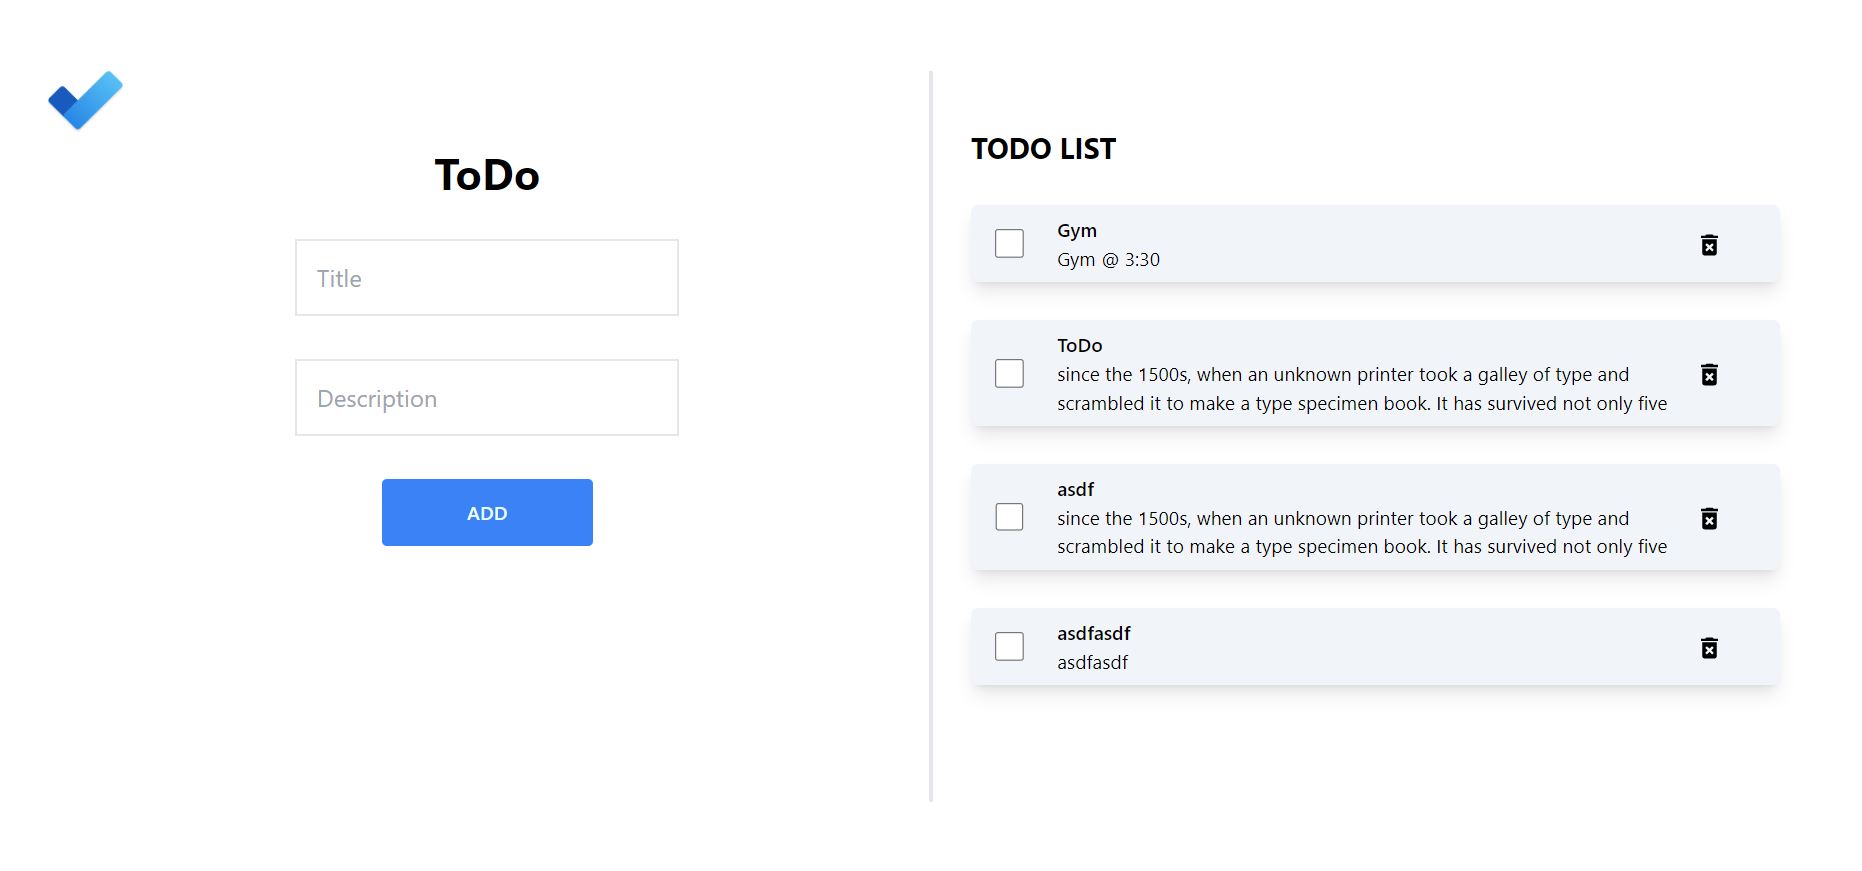 ToDo
Title
Description
ADD
TODO LIST
Gym
Gym @ 3:30
ToDo
since the 1500s, when an unknown printer took a galley of type and
scrambled it to make a type specimen book. It has survived not only five
asdf
since the 1500s, when an unknown printer took a galley of type and
scrambled it to make a type specimen book. It has survived not only five
asdfasdf
asdfasdf